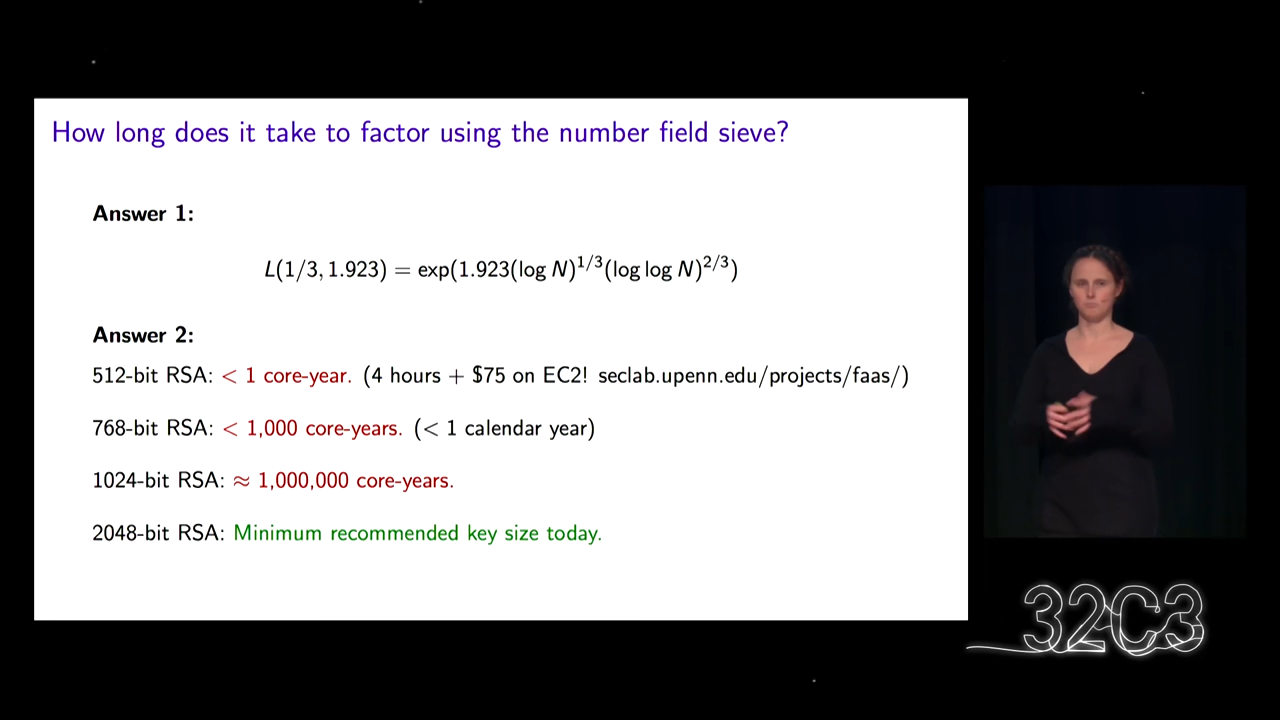 How long does it take to factor using the number field sieve?
Answer 1:
L(1/3, 1.923) = exp(1.923(log N)^{1/3}(log log N)^{2/3})
Answer 2:
512-bit RSA: < 1 core-year. (4 hours + $75 on EC2! seclab.upenn.edu/projects/faas/)
768-bit RSA: < 1,000 core-years. (< 1 calendar year)
1024-bit RSA: ≈ 1,000,000 core-years.
2048-bit RSA: Minimum recommended key size today.
32C3